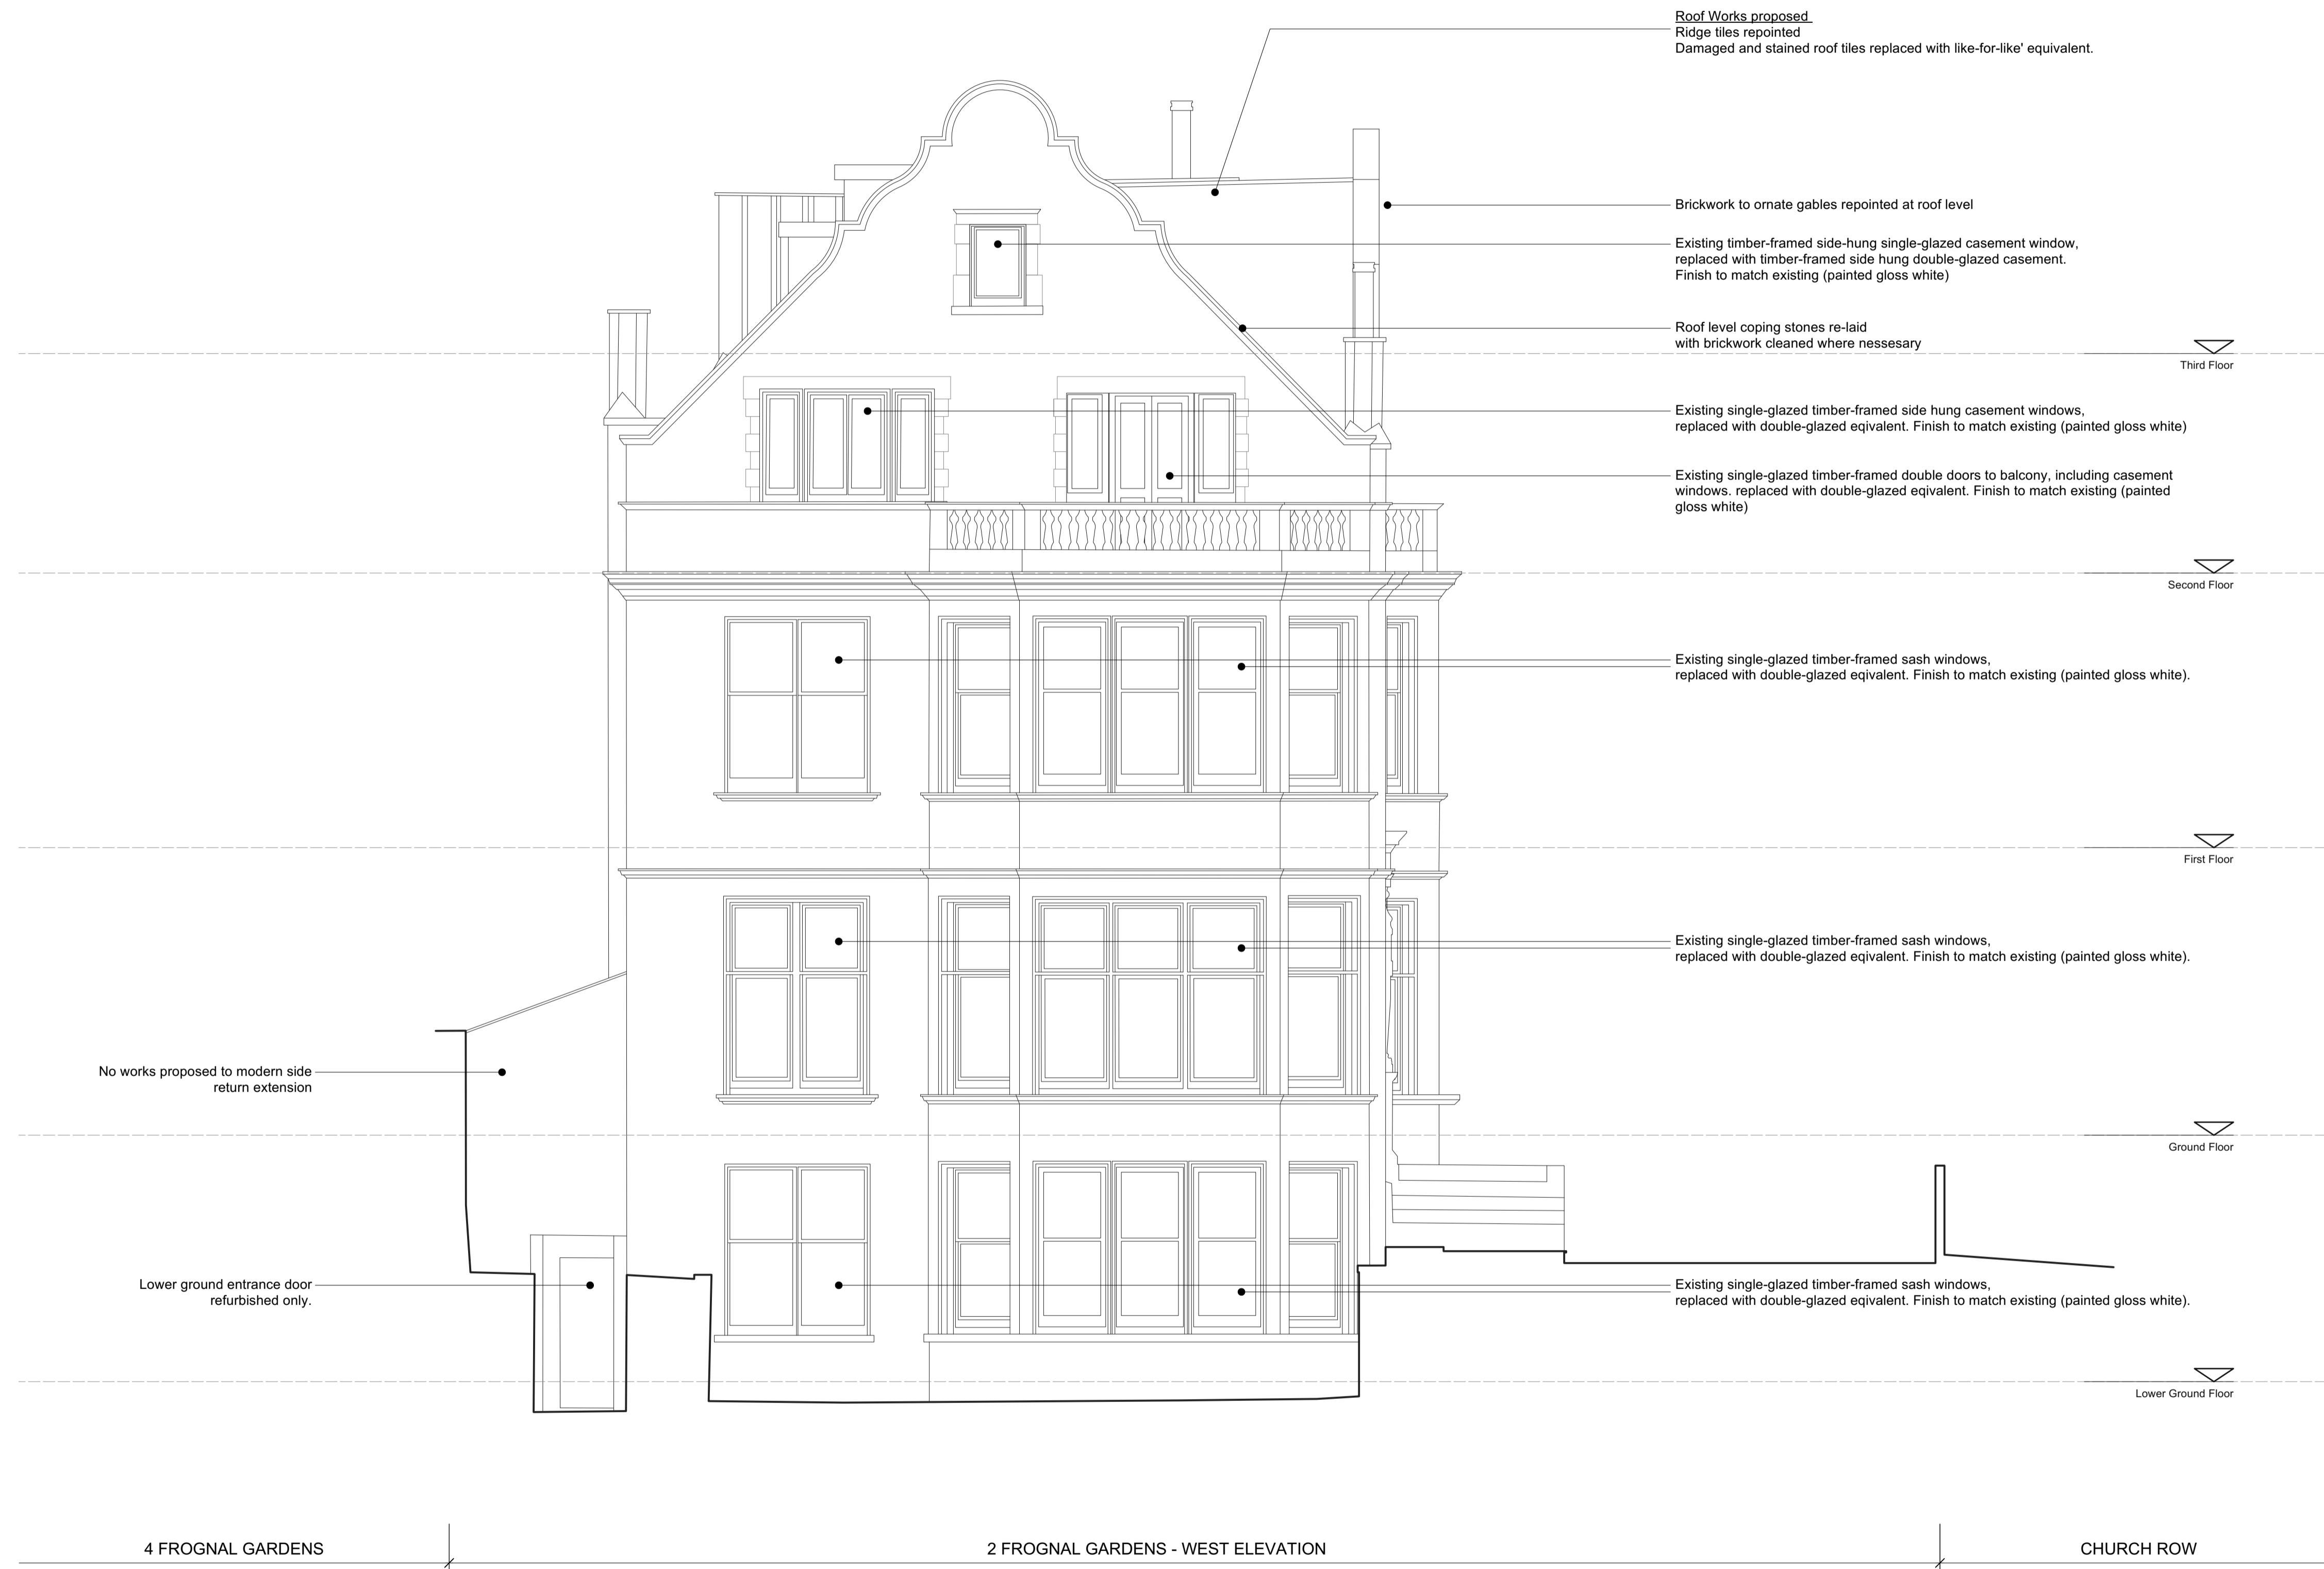 Roof Works proposed
Ridge tiles repointed
Damaged and stained roof tiles replaced with like-for-like' equivalent.
Brickwork to ornate gables repointed at roof level
Existing timber-framed side-hung single-glazed casement window,
replaced with timber-framed side hung double-glazed casement.
Finish to match existing (painted gloss white)
Roof level coping stones re-laid
with brickwork cleaned where nessesary
Third Floor
Existing single-glazed timber-framed side hung casement windows,
replaced with double-glazed eqivalent. Finish to match existing (painted gloss white)
Existing single-glazed timber-framed double doors to balcony, including casement
windows. replaced with double-glazed eqivalent. Finish to match existing (painted
gloss white)
Second Floor
Existing single-glazed timber-framed sash windows,
replaced with double-glazed eqivalent. Finish to match existing (painted gloss white).
First Floor
Existing single-glazed timber-framed sash windows,
replaced with double-glazed eqivalent. Finish to match existing (painted gloss white).
No works proposed to modern side
return extension
Ground Floor
Lower ground entrance door
refurbished only.
Existing single-glazed timber-framed sash windows,
replaced with double-glazed eqivalent. Finish to match existing (painted gloss white).
Lower Ground Floor
4 FROGNAL GARDENS
2 FROGNAL GARDENS - WEST ELEVATION
CHURCH ROW